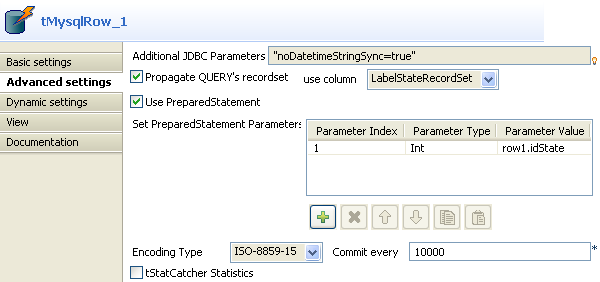 tMysqlRow_1
Basic settings
Advanced settings
Dynamic settings
View
Documentation
Additional JDBC Parameters "noDatetimeStringSync=true"
Propagate QUERY's recordset use column LabelStateRecordSet
Use PreparedStatement
Set PreparedStatement Parameters
Parameter Index Parameter Type Parameter Value
1 Int row1.idState
Encoding Type ISO-8859-15 Commit every 10000 *
tStatCatcher Statistics